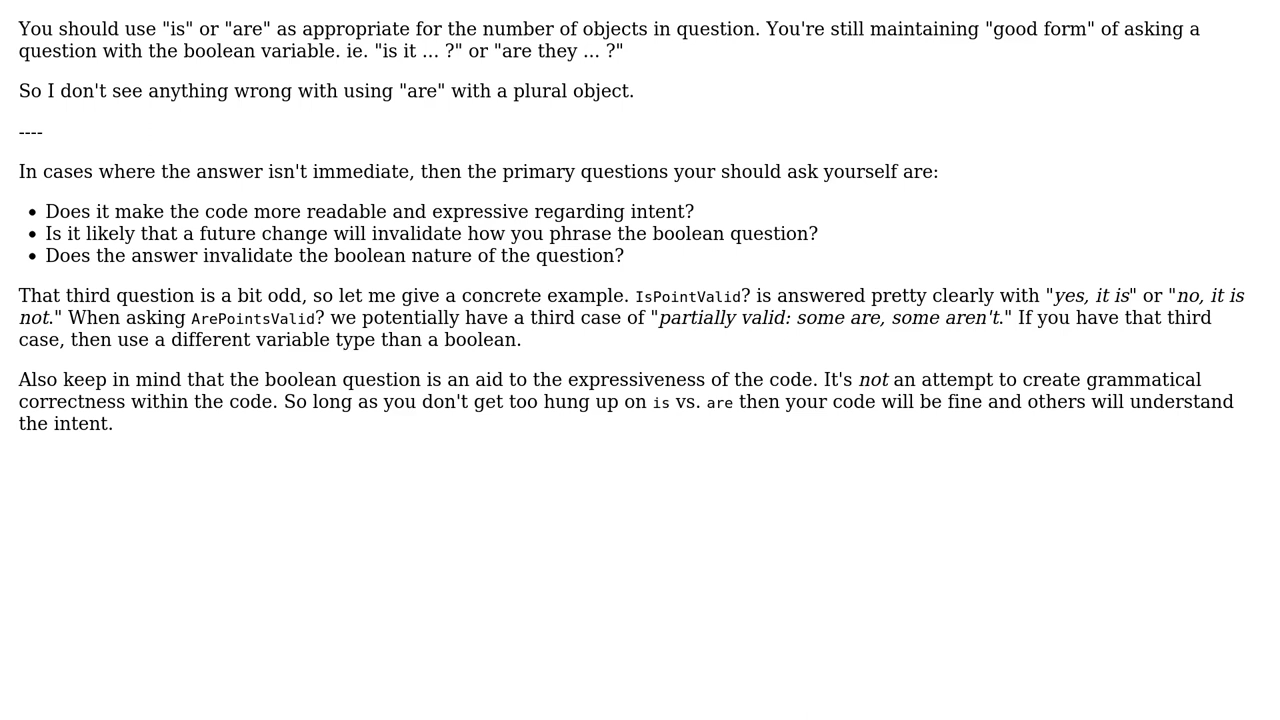 You should use "is" or "are" as appropriate for the number of objects in question. You're still maintaining "good form" of asking a
question with the boolean variable. ie. "is it ... ?" or "are they ... ?"
So I don't see anything wrong with using "are" with a plural object.
----
In cases where the answer isn't immediate, then the primary questions your should ask yourself are:
• Does it make the code more readable and expressive regarding intent?
• Is it likely that a future change will invalidate how you phrase the boolean question?
• Does the answer invalidate the boolean nature of the question?
That third question is a bit odd, so let me give a concrete example. IsPointValid? is answered pretty clearly with "yes, it is" or "no, it is
not." When asking ArePointsValid? we potentially have a third case of "partially valid: some are, some aren't." If you have that third
case, then use a different variable type than a boolean.
Also keep in mind that the boolean question is an aid to the expressiveness of the code. It's not an attempt to create grammatical
correctness within the code. So long as you don't get too hung up on is vs. are then your code will be fine and others will understand
the intent.